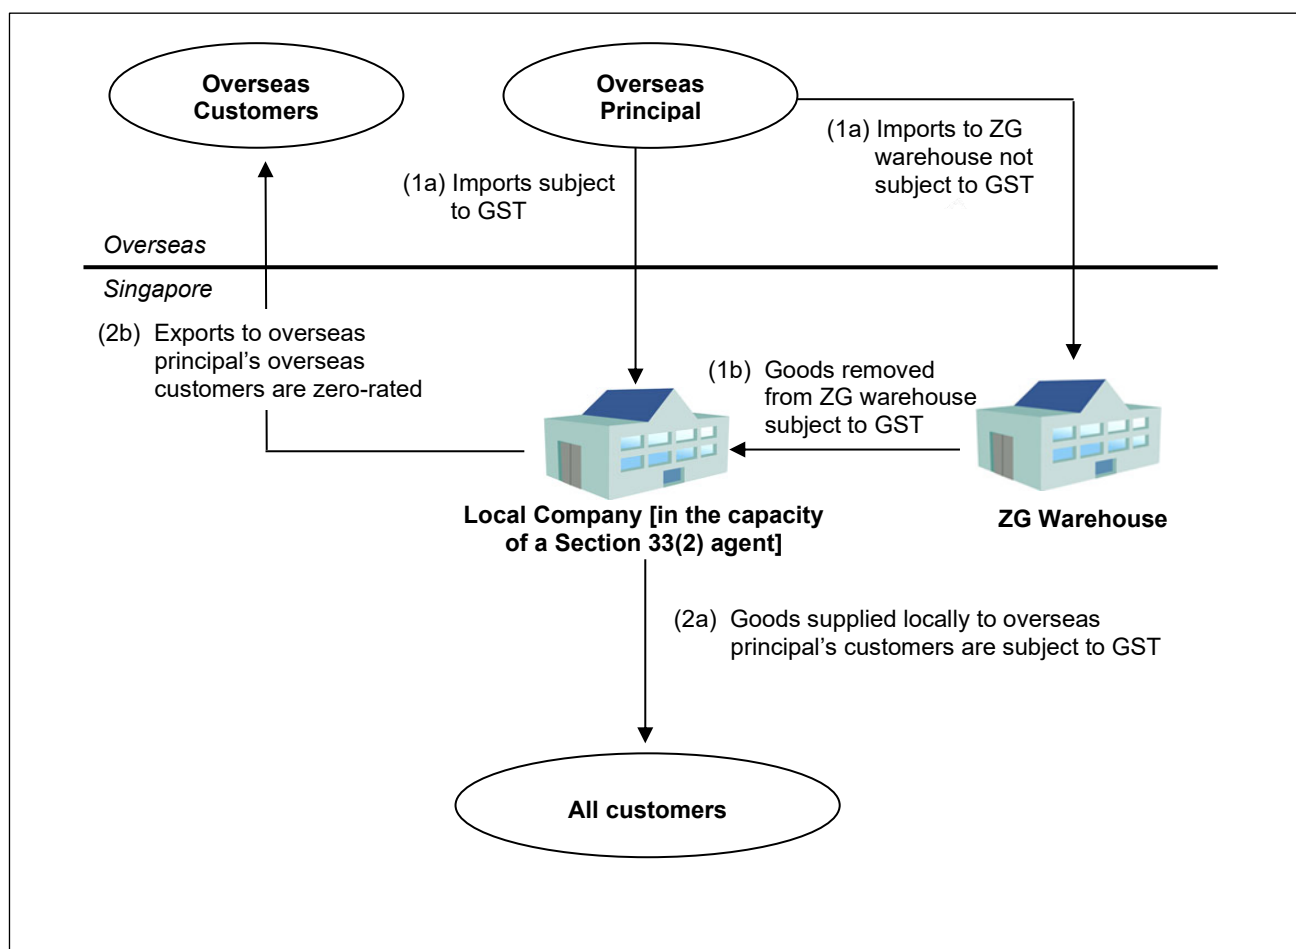 Overseas
Customers
Overseas
Principal
(1a) Imports to ZG
warehouse not
subject to GST
(1a) Imports subject
to GST
Overseas
Singapore
(2b) Exports to overseas
principal's overseas
customers are zero-rated
(1b) Goods removed
from ZG warehouse
subject to GST
Local Company [in the capacity
of a Section 33(2) agent]
ZG Warehouse
(2a) Goods supplied locally to overseas
principal's customers are subject to GST
All customers